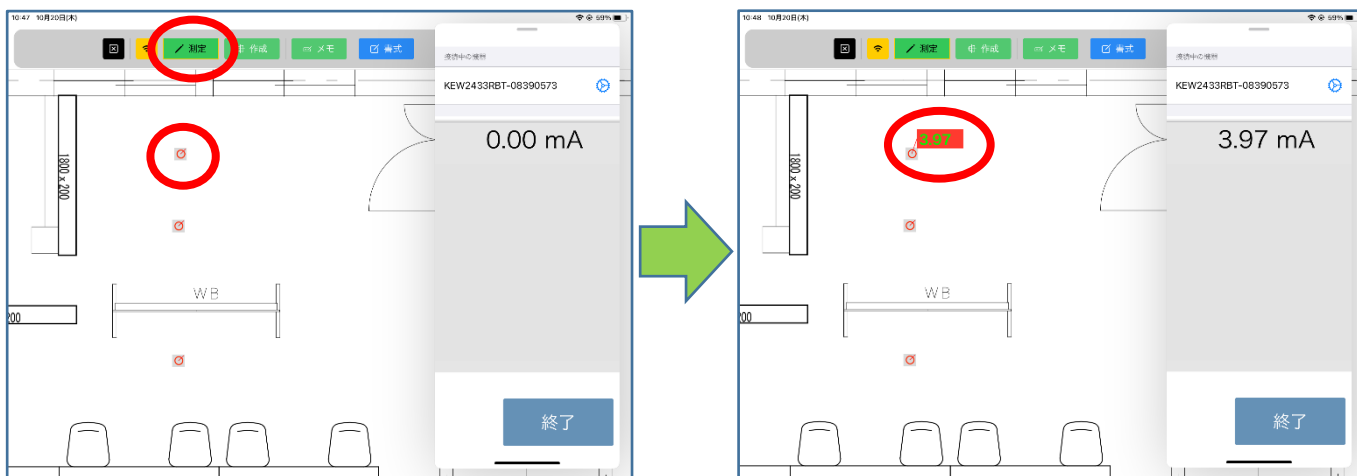 10:47 10月20日(木)
59%
測定
作成
メモ
書式
接続中の機器
KEW2433RBT-08390573
0.00 mA
1800 x 200
WB
200
終了
10:48 10月20日(木)
59%
測定
作成
メモ
書式
接続中の機器
KEW2433RBT-08390573
3.97
3.97 mA
1800 x 200
WB
200
終了